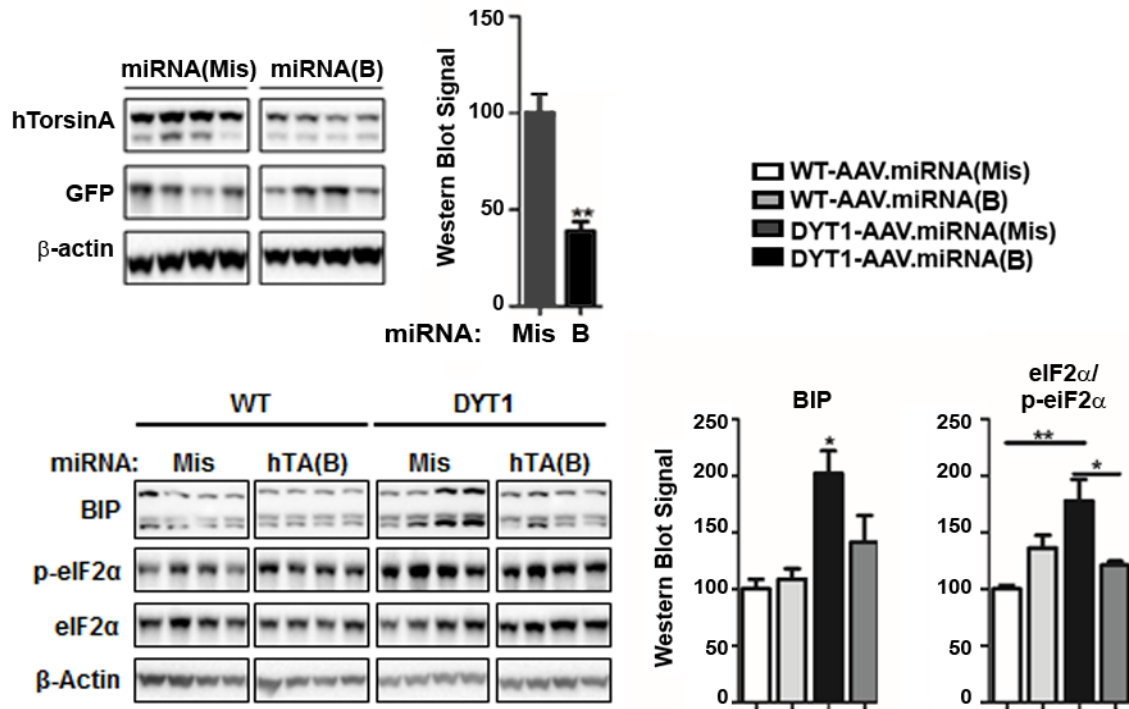 miRNA(Mis) miRNA(B)
hTorsinA
GFP
β-actin
Western Blot Signal
150
100
50
0
**
miRNA: Mis B
WT-AAV.miRNA(Mis)
WT-AAV.miRNA(B)
DYT1-AAV.miRNA(Mis)
DYT1-AAV.miRNA(B)
WT DYT1
miRNA: Mis hTA(B) Mis hTA(B)
BIP
p-eIF2α
eIF2α
β-Actin
BIP
Western Blot Signal
250
200
150
100
50
0
*
eIF2α/
p-eiF2α
250
200
150
100
50
0
**
*